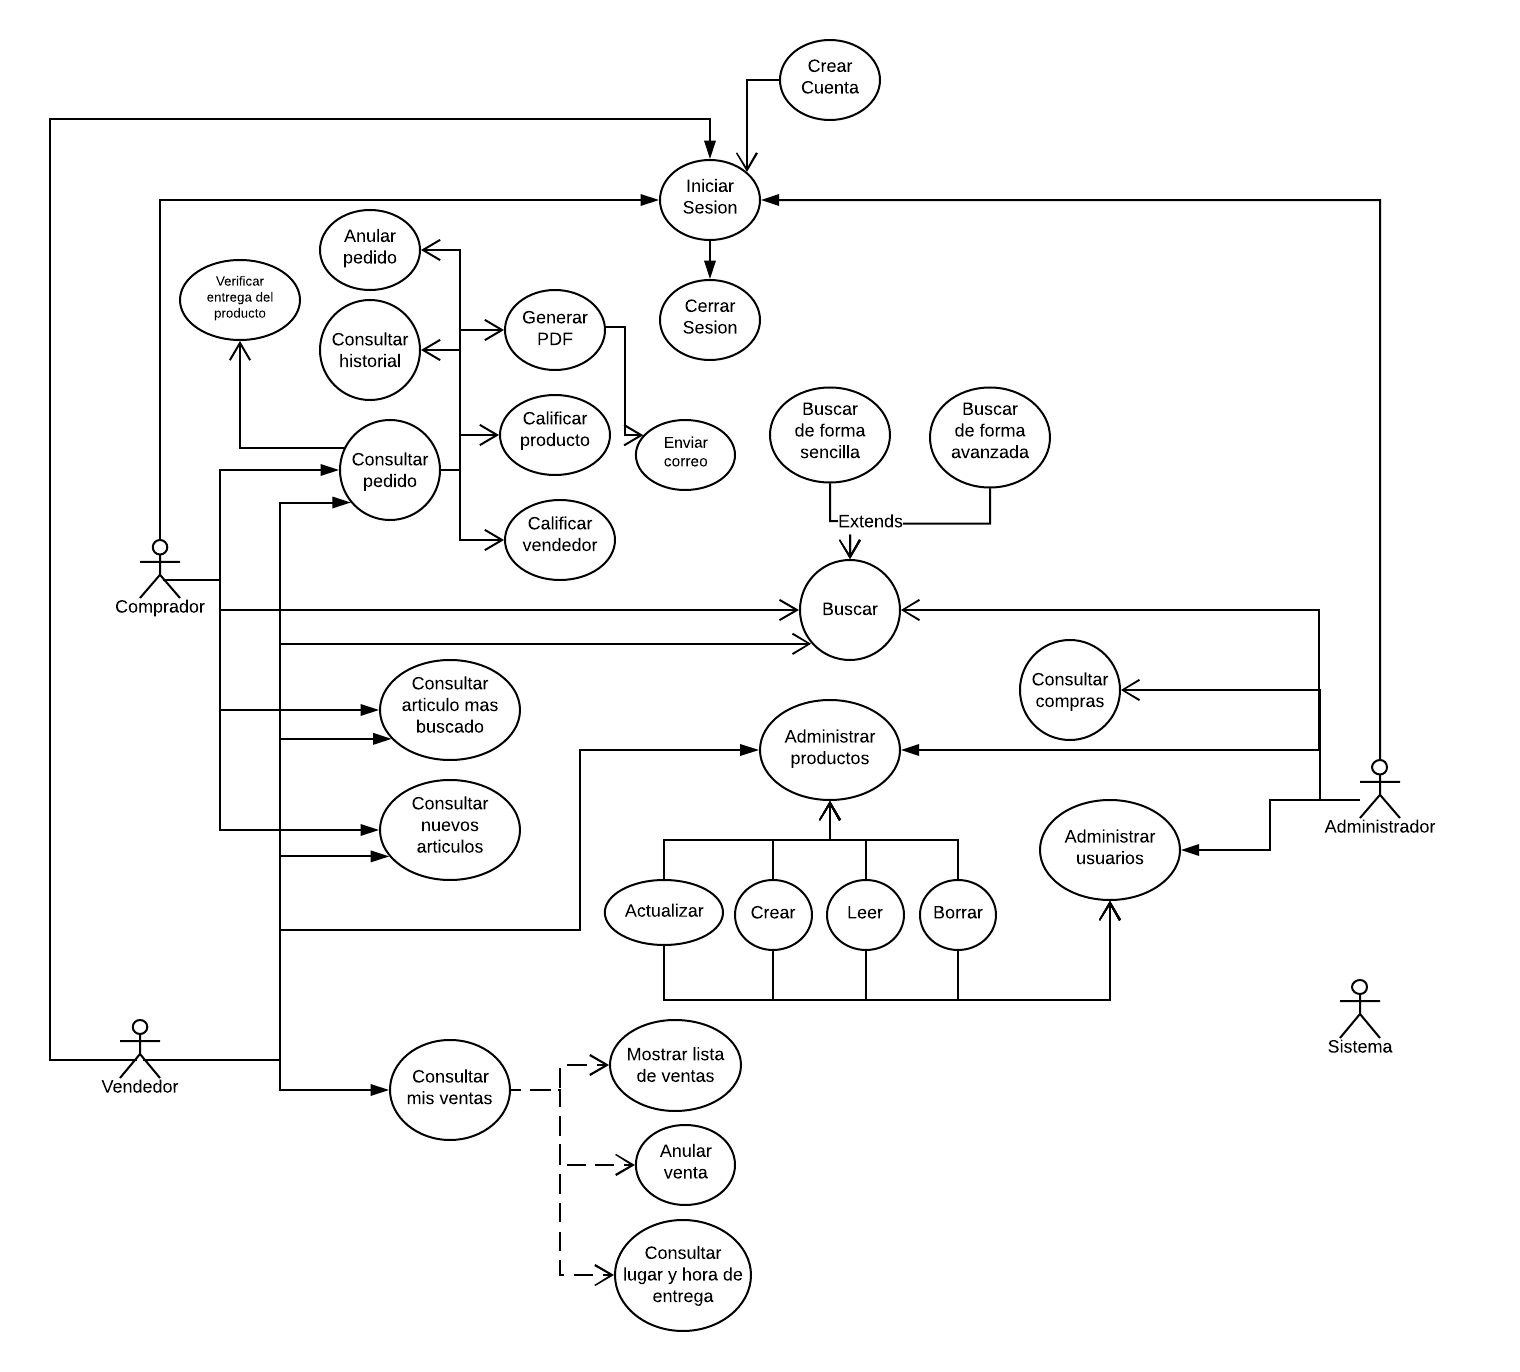 Crear
Cuenta
Iniciar
Sesion
Anular
pedido
Verificar
entrega del
producto
Cerrar
Sesion
Generar
PDF
Consultar
historial
Buscar
de forma
sencilla
Buscar
de forma
avanzada
Calificar
producto
Enviar
correo
Consultar
pedido
Calificar
vendedor
Extends
Comprador
Buscar
Consultar
articulo mas
buscado
Consultar
compras
Administrar
productos
Consultar
nuevos
articulos
Administrar
usuarios
Administrador
Actualizar
Crear
Leer
Borrar
Sistema
Vendedor
Consultar
mis ventas
Mostrar lista
de ventas
Anular
venta
Consultar
lugar y hora de
entrega